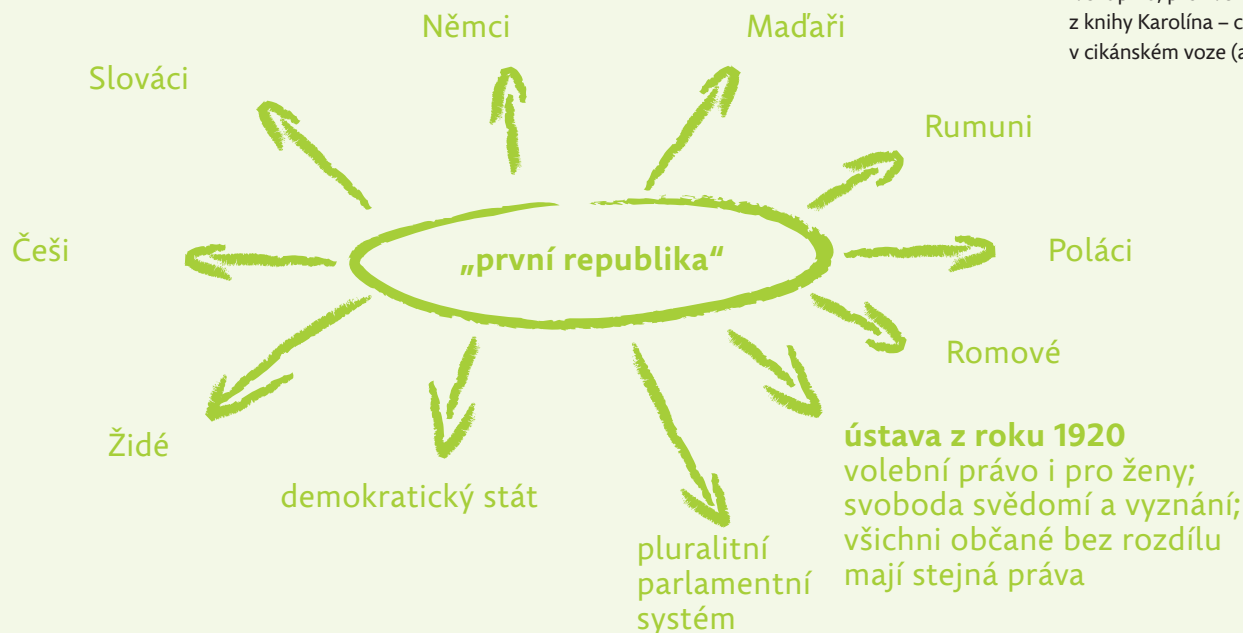 z knihy Karolína – c
v cikánském voze (a
Němci
Maďaři
Slováci
Rumuni
Češi
„první republika“
Poláci
Romové
Židé
demokratický stát
pluralitní
parlamentní
systém
ústava z roku 1920
volební právo i pro ženy;
svoboda svědomí a vyznání;
všichni občané bez rozdílu
mají stejná práva